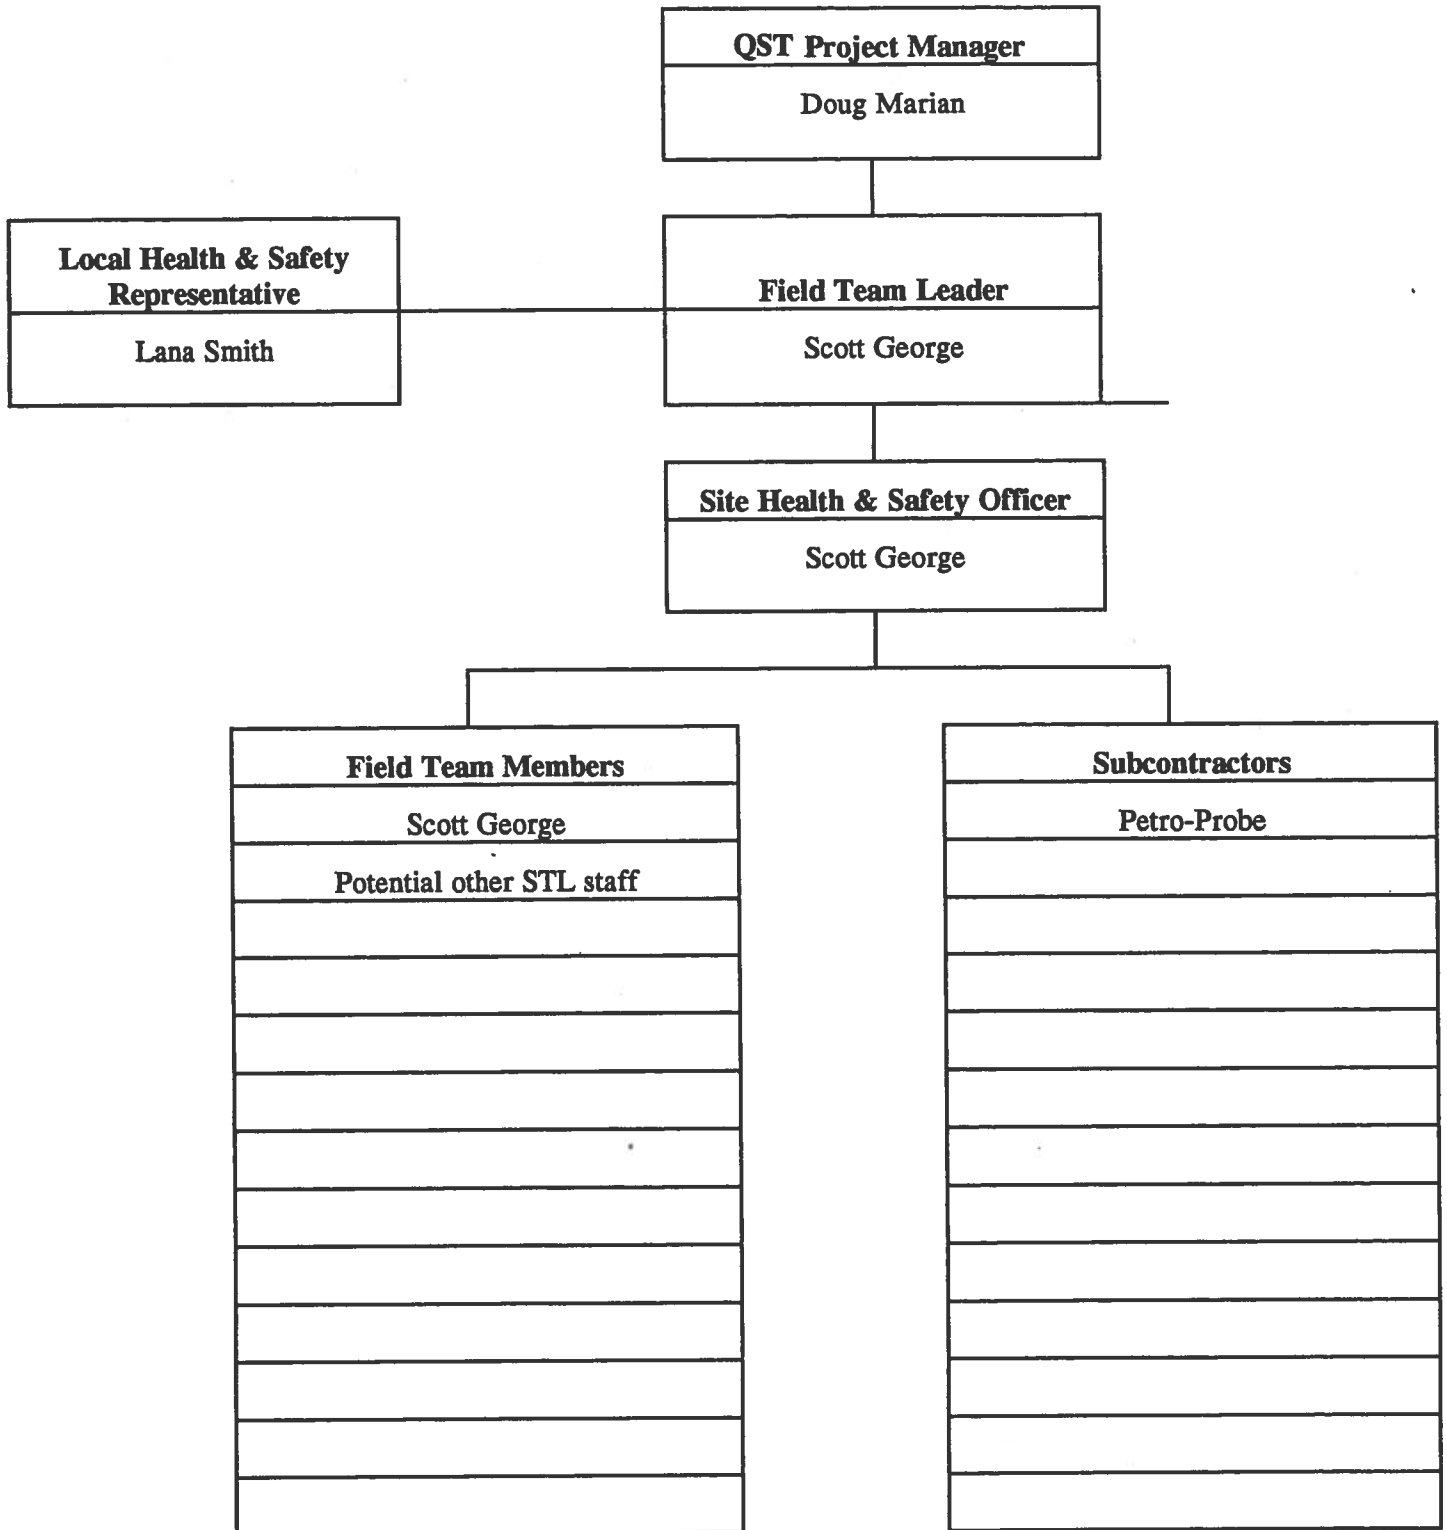 QST Project Manager
Doug Marian
Local Health & Safety
Representative
Lana Smith
Field Team Leader
Scott George
Site Health & Safety Officer
Scott George
Field Team Members
Scott George
Potential other STL staff
Subcontractors
Petro-Probe